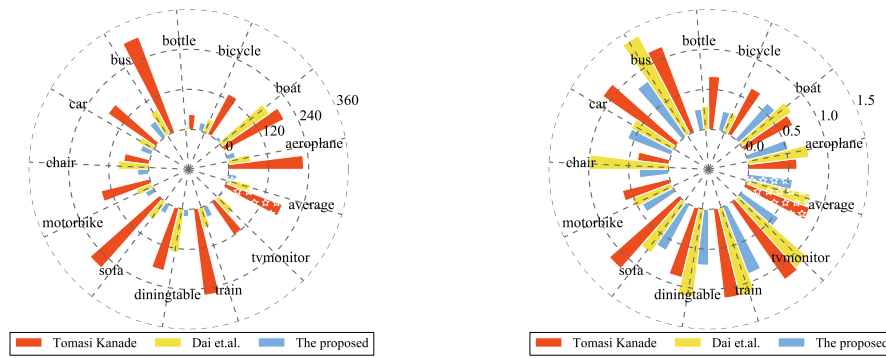 bottle
bicycle
bus
boat
car
360
240
120
0
aeroplane
chair
average
motorbike
tvmonitor
sofa
diningtable
train
Tomasi Kanade Dai et.al. The proposed
bottle
bicycle
bus
boat
car
1.5
1.0
0.5
0.0
aeroplane
chair
average
motorbike
tvmonitor
sofa
diningtable
train
Tomasi Kanade Dai et.al. The proposed